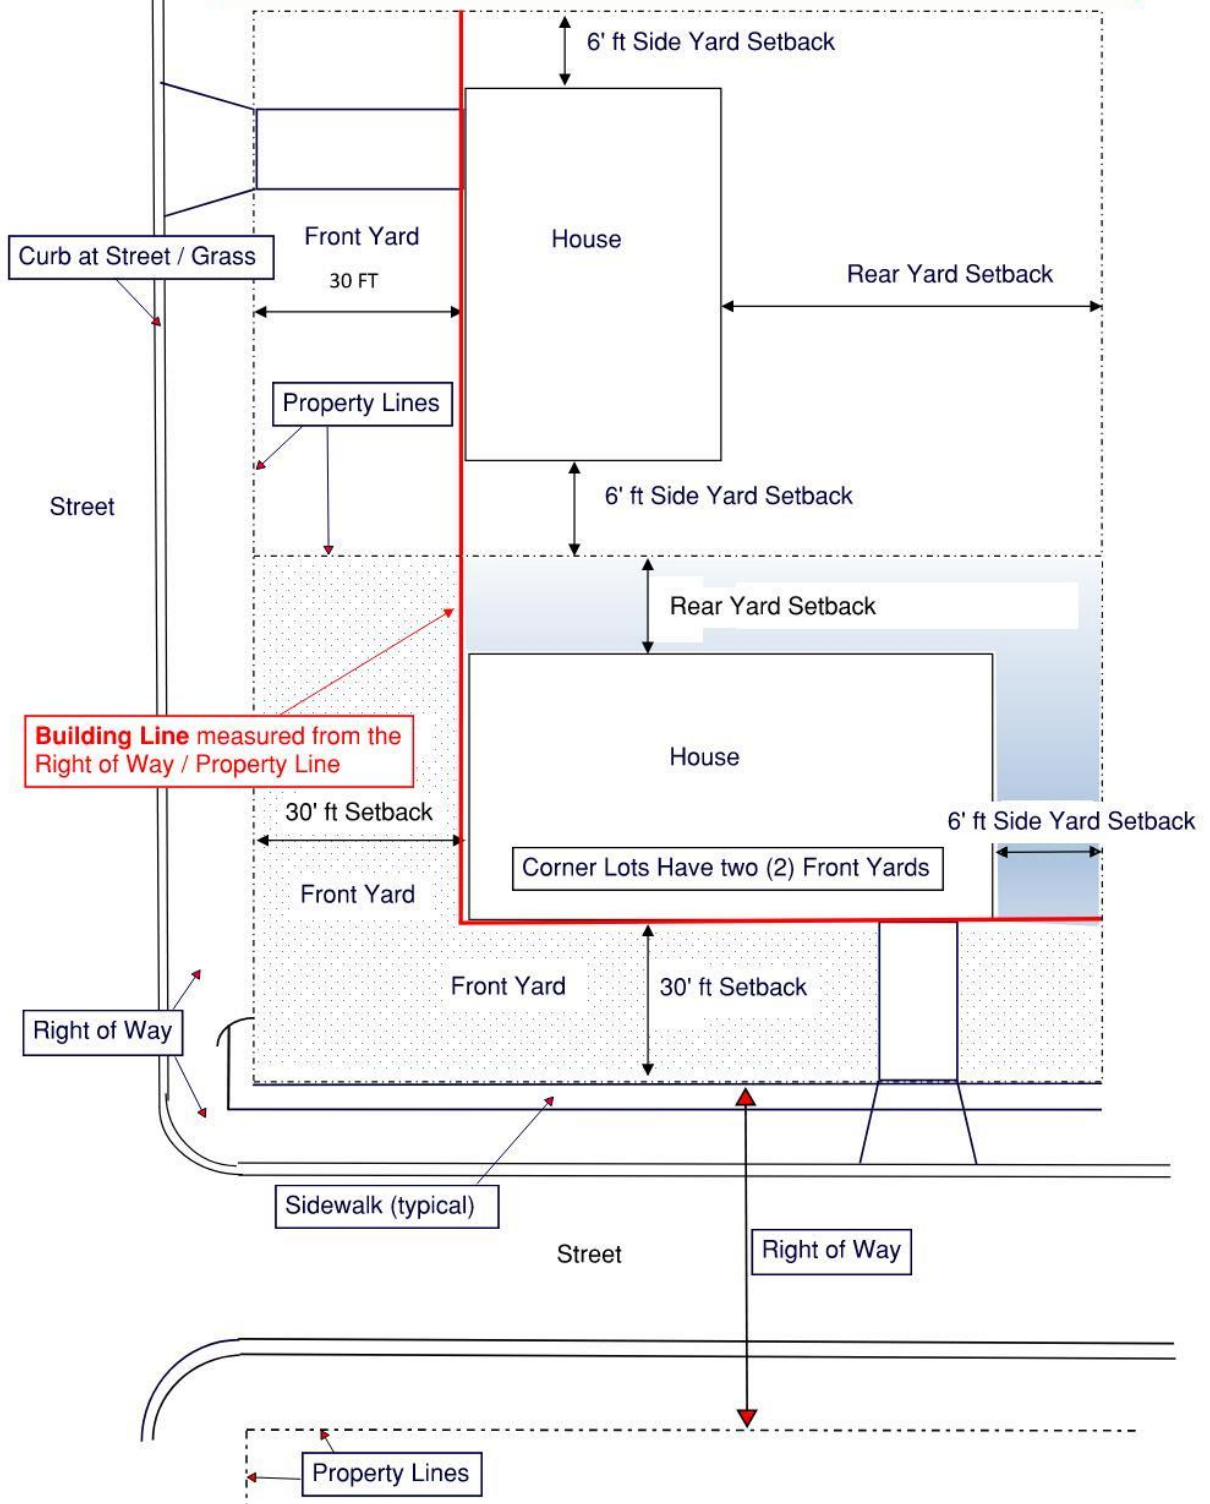 6' ft Side Yard Setback
Front Yard
House
Curb at Street / Grass
30 FT
Rear Yard Setback
Property Lines
Street
6' ft Side Yard Setback
Rear Yard Setback
Building Line measured from the
Right of Way / Property Line
House
30' ft Setback
6' ft Side Yard Setback
Corner Lots Have two (2) Front Yards
Front Yard
Front Yard
30' ft Setback
Right of Way
Sidewalk (typical)
Street
Right of Way
Property Lines